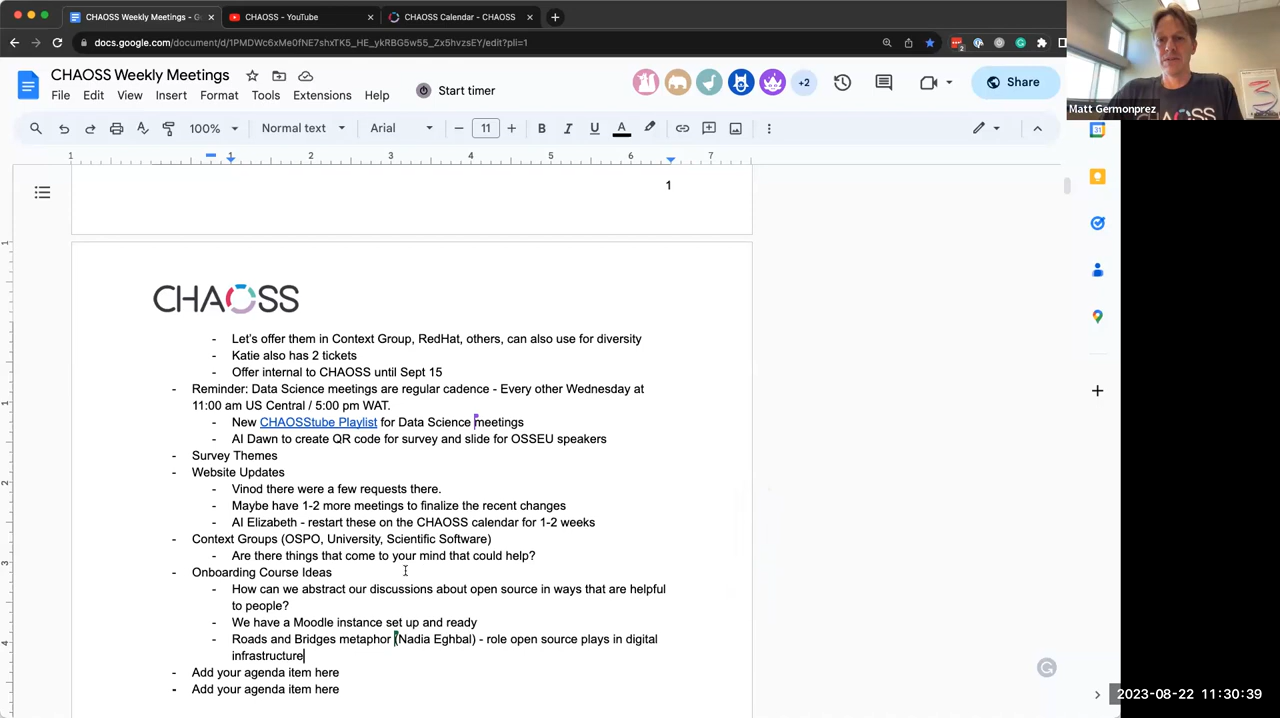 CHAOSS Weekly Meetings - G
CHAOSS - YouTube
CHAOSS Calendar - CHAOSS
docs.google.com/document/d/1PMDWc6xMe0fNE7shxTK5_HE_ykRBG5w55_Zx5hvzsEY/edit?pli=1
CHAOSS Weekly Meetings
File Edit View Insert Format Tools Extensions Help
Start timer
+2
Share
Matt Germonprez
100% Normal text Arial 11 B I U A
1 1 2 3 4 5 6 7
31
1
CHAOSS
- Let's offer them in Context Group, RedHat, others, can also use for diversity
- Katie also has 2 tickets
- Offer internal to CHAOSS until Sept 15
- Reminder: Data Science meetings are regular cadence - Every other Wednesday at
11:00 am US Central / 5:00 pm WAT.
- New CHAOSStube Playlist for Data Science meetings
- AI Dawn to create QR code for survey and slide for OSSEU speakers
- Survey Themes
- Website Updates
- Vinod there were a few requests there.
- Maybe have 1-2 more meetings to finalize the recent changes
- AI Elizabeth - restart these on the CHAOSS calendar for 1-2 weeks
- Context Groups (OSPO, University, Scientific Software)
- Are there things that come to your mind that could help?
- Onboarding Course Ideas
- How can we abstract our discussions about open source in ways that are helpful
to people?
- We have a Moodle instance set up and ready
- Roads and Bridges metaphor (Nadia Eghbal) - role open source plays in digital
infrastructure
- Add your agenda item here
- Add your agenda item here
2023-08-22 11:30:39